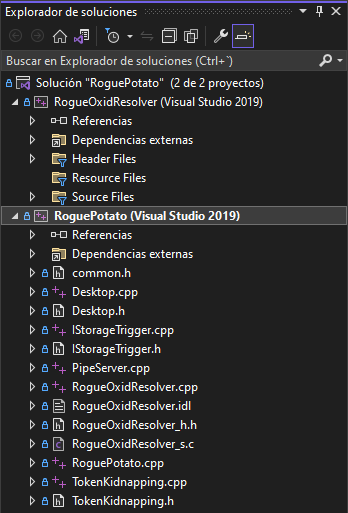 Explorador de soluciones
Buscar en Explorador de soluciones (Ctrl+`)
Solución "RoguePotato" (2 de 2 proyectos)
RogueOxidResolver (Visual Studio 2019)
Referencias
Dependencias externas
Header Files
Resource Files
Source Files
RoguePotato (Visual Studio 2019)
Referencias
Dependencias externas
common.h
Desktop.cpp
Desktop.h
IStorageTrigger.cpp
IStorageTrigger.h
PipeServer.cpp
RogueOxidResolver.cpp
RogueOxidResolver.idl
RogueOxidResolver_h.h
RogueOxidResolver_s.c
RoguePotato.cpp
TokenKidnapping.cpp
TokenKidnapping.h